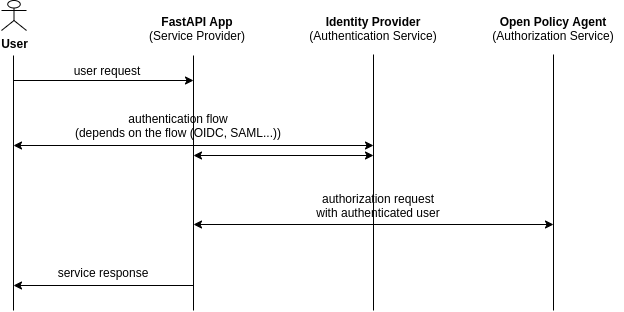 User
FastAPI App
(Service Provider)
Identity Provider
(Authentication Service)
Open Policy Agent
(Authorization Service)
user request
authentication flow
(depends on the flow (OIDC, SAML...))
authorization request
with authenticated user
service response